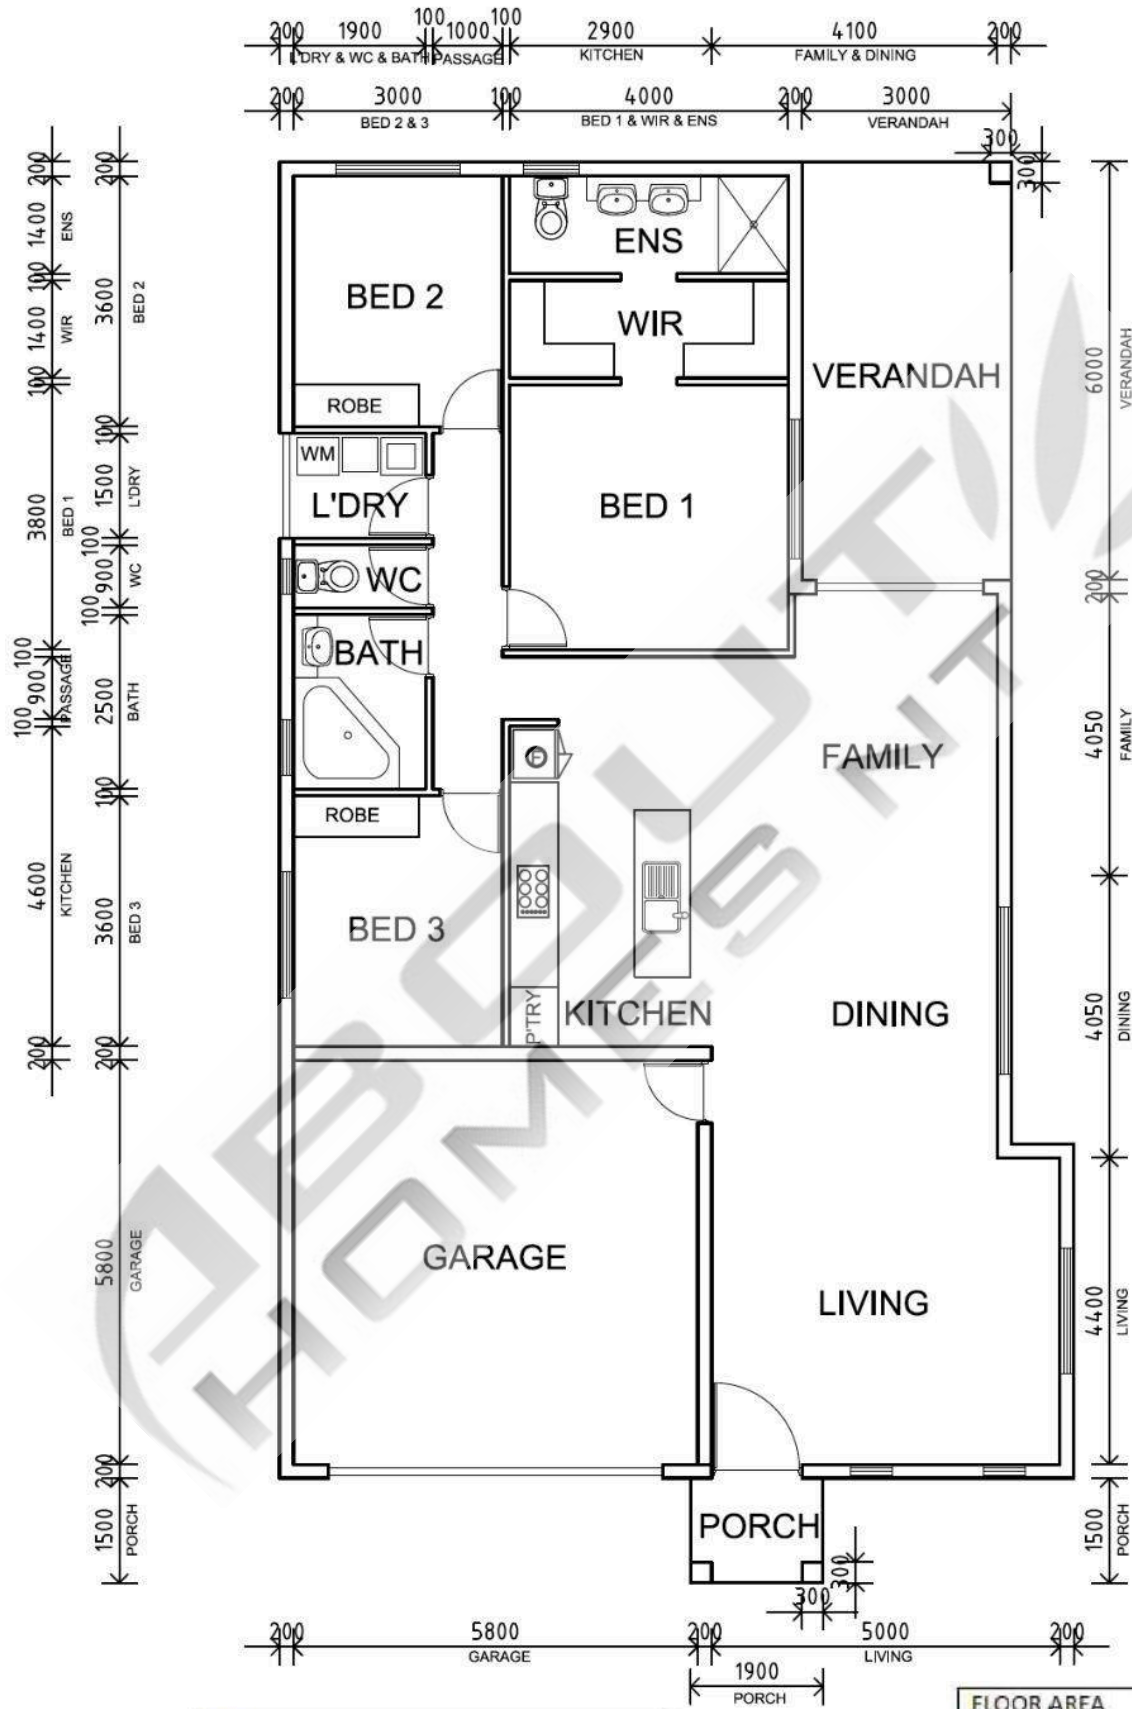 200 1900 100 1000 100 2900 4100 200
L'DRY & WC & BATH PASSAGE KITCHEN FAMILY & DINING
200 3000 100 4000 200 3000
BED 2 & 3 BED 1 & WIR & ENS VERANDAH
300
300
200 1400 100 1400 100 3800 100 900 100 4600 200
ENS WIR BED 1 PASSAGE KITCHEN
200 3600 100 1500 100 900 100 2500 100 3600 200 5800 200 1500
BED 2 L'DRY WC BATH BED 3 GARAGE PORCH
ENS
BED 2
WIR
VERANDAH
ROBE
WM
L'DRY
BED 1
WC
BATH
FAMILY
F
ROBE
BED 3
P'TRY
KITCHEN
DINING
GARAGE
LIVING
PORCH
300
300
6000 200 4050 4050 4400 1500
VERANDAH FAMILY DINING LIVING PORCH
200 5800 200 5000 200
GARAGE LIVING
1900
PORCH
FLOOR AREA
ABOUT
HOMES NT